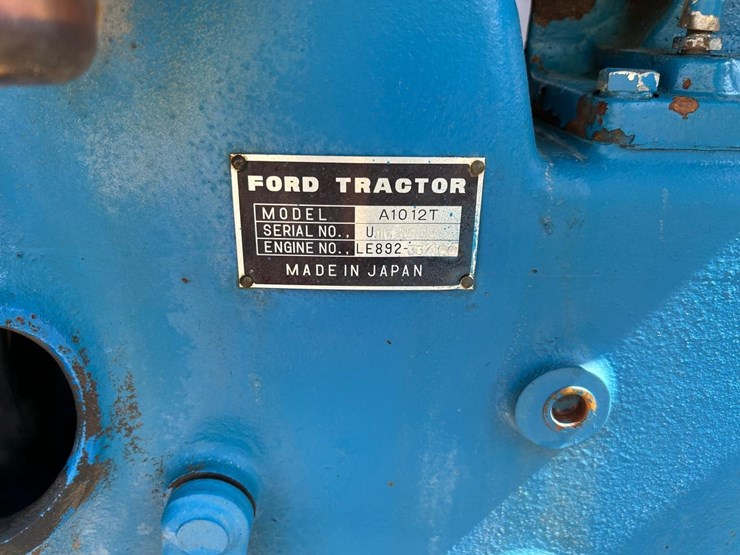 FORD TRACTOR
MODEL A1012T
SERIAL NO., U
ENGINE NO., LE892-
MADE IN JAPAN